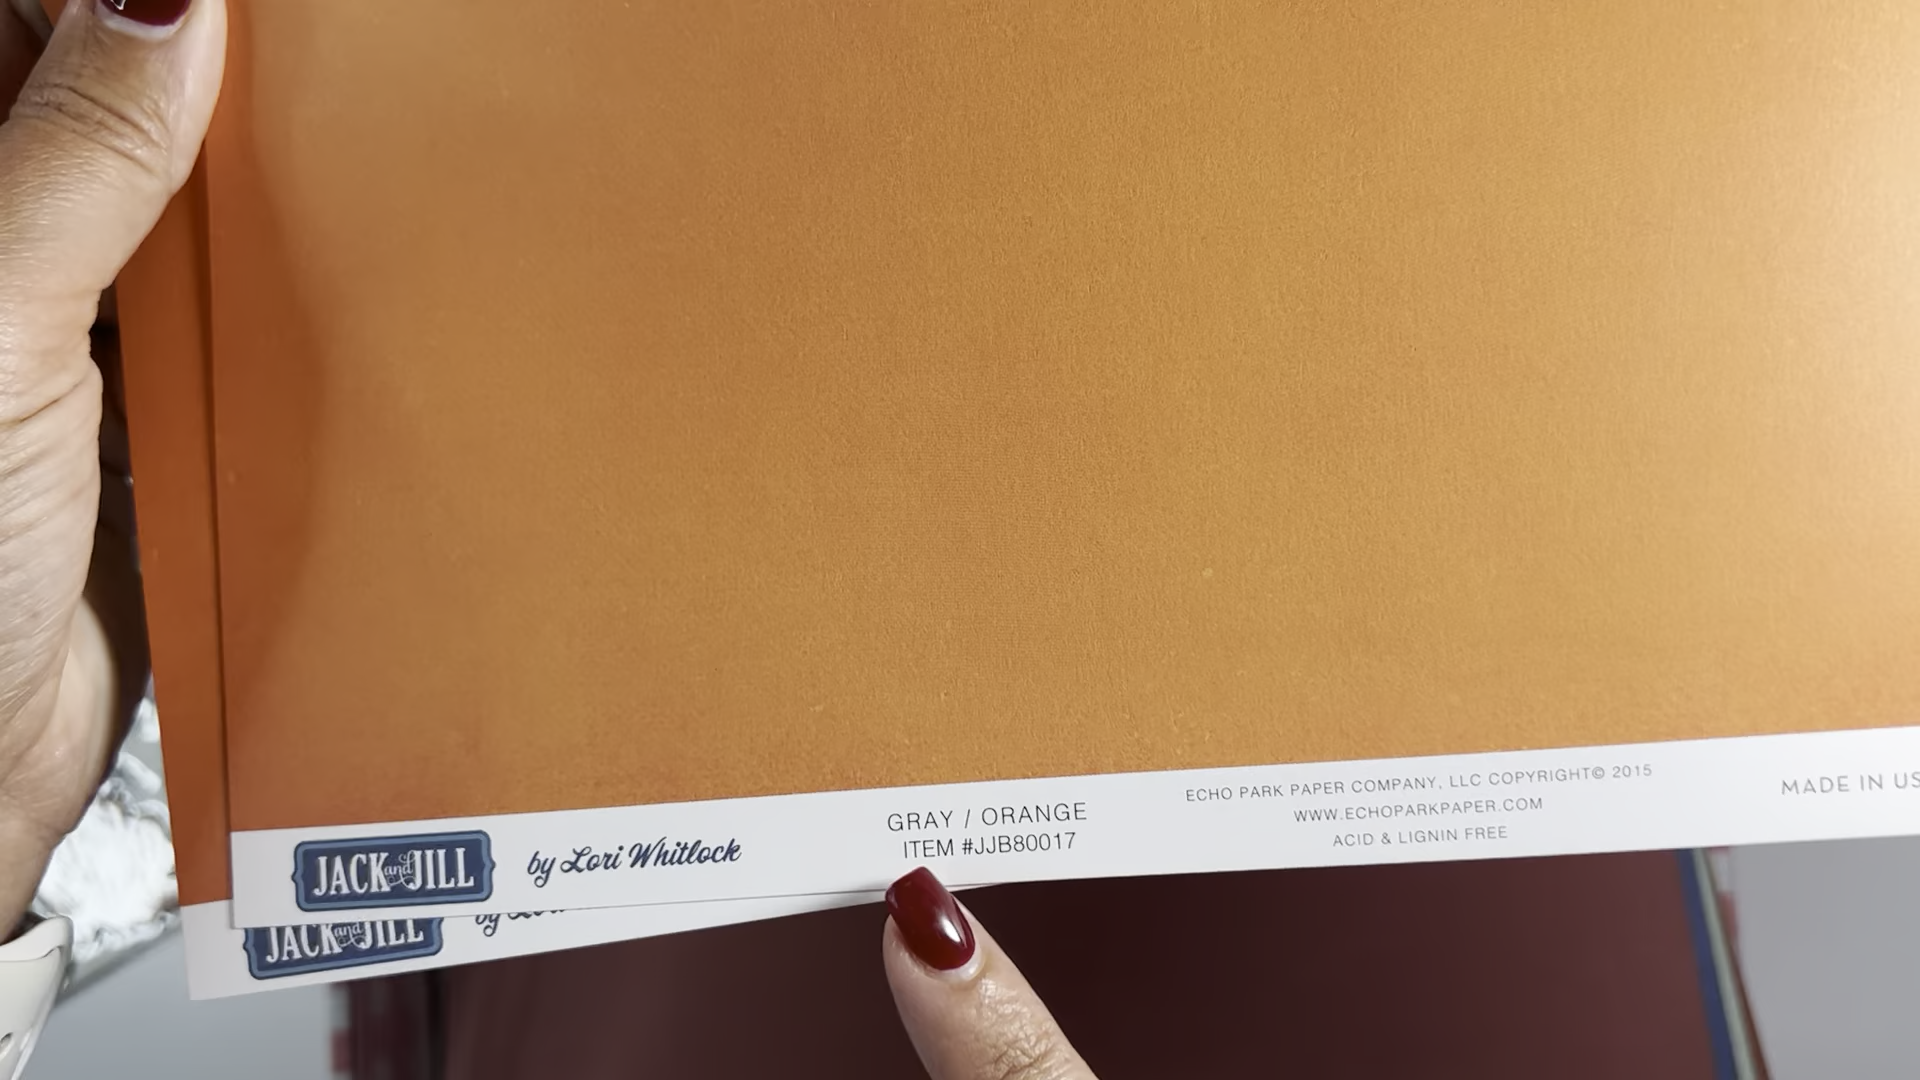 JACK and JILL by Lori Whitlock
GRAY / ORANGE
ITEM #JJB80017
ECHO PARK PAPER COMPANY, LLC COPYRIGHT© 2015
WWW.ECHOPARKPAPER.COM
ACID & LIGNIN FREE
MADE IN US
JACK and JILL by